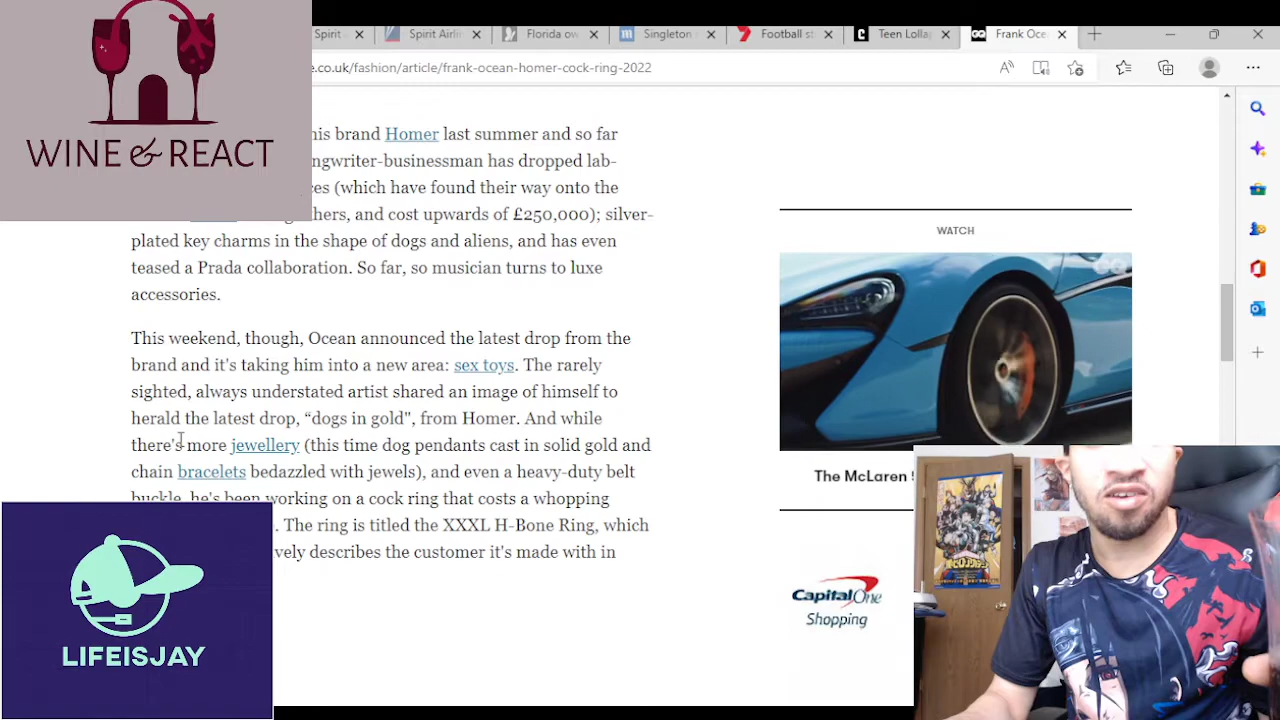 WINE & REACT
Spirit A
Spirit Airlin
Florida ow
Singleton
Football st
Teen Lolla
Frank Oce
e.co.uk/fashion/article/frank-ocean-homer-cock-ring-2022
his brand Homer last summer and so far
ngwriter-businessman has dropped lab-
ces (which have found their way onto the
hers, and cost upwards of £250,000); silver-
plated key charms in the shape of dogs and aliens, and has even
teased a Prada collaboration. So far, so musician turns to luxe
accessories.
This weekend, though, Ocean announced the latest drop from the
brand and it's taking him into a new area: sex toys. The rarely
sighted, always understated artist shared an image of himself to
herald the latest drop, “dogs in gold", from Homer. And while
there's more jewellery (this time dog pendants cast in solid gold and
chain bracelets bedazzled with jewels), and even a heavy-duty belt
buckle, he's been working on a cock ring that costs a whopping
. The ring is titled the XXXL H-Bone Ring, which
vely describes the customer it's made with in
WATCH
GQ
The McLaren
CapitalOne
Shopping
LIFEISJAY